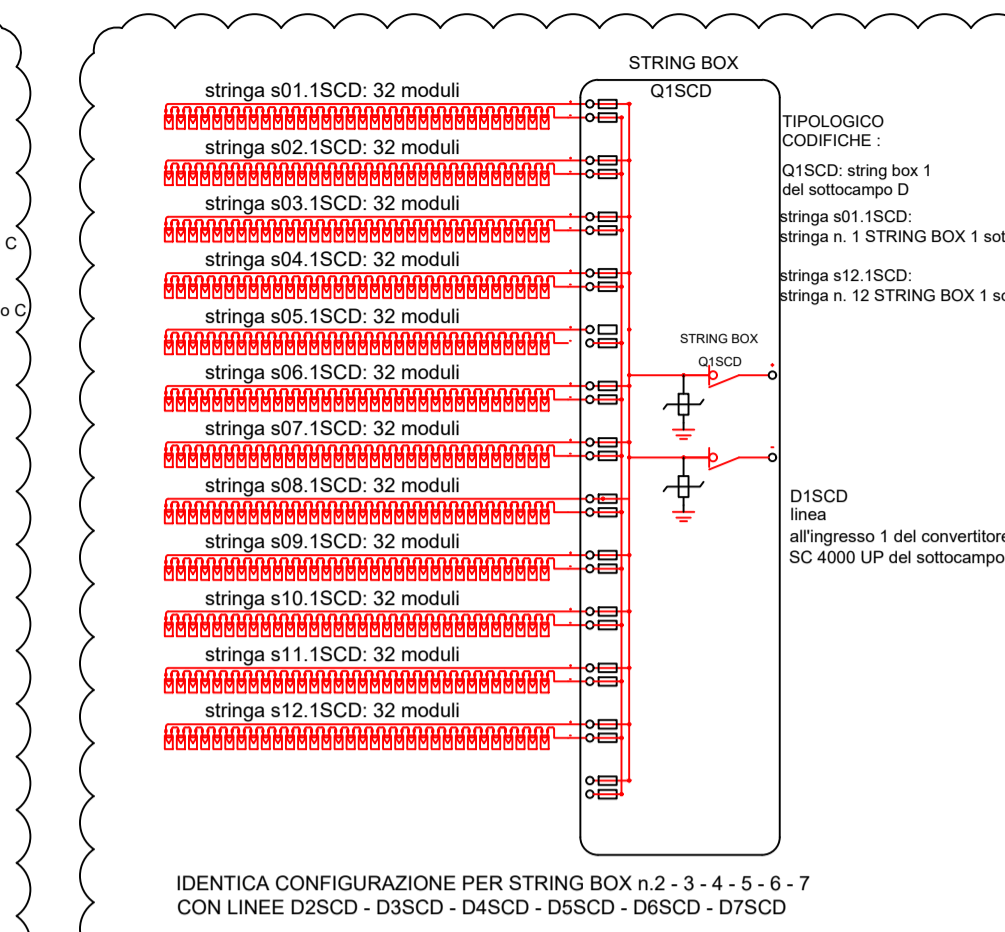 STRING BOX
Q1SCD
stringa s01.1SCD: 32 moduli
stringa s02.1SCD: 32 moduli
stringa s03.1SCD: 32 moduli
stringa s04.1SCD: 32 moduli
stringa s05.1SCD: 32 moduli
stringa s06.1SCD: 32 moduli
stringa s07.1SCD: 32 moduli
stringa s08.1SCD: 32 moduli
stringa s09.1SCD: 32 moduli
stringa s10.1SCD: 32 moduli
stringa s11.1SCD: 32 moduli
stringa s12.1SCD: 32 moduli
STRING BOX
Q1SCD
TIPOLOGICO
CODIFICHE :
Q1SCD: string box 1
del sottocampo D
stringa s01.1SCD:
stringa n. 1 STRING BOX 1 sot
stringa s12.1SCD:
stringa n. 12 STRING BOX 1 so
D1SCD
linea
all'ingresso 1 del convertitore
SC 4000 UP del sottocampo
C
o C
IDENTICA CONFIGURAZIONE PER STRING BOX n.2 - 3 - 4 - 5 - 6 - 7
CON LINEE D2SCD - D3SCD - D4SCD - D5SCD - D6SCD - D7SCD